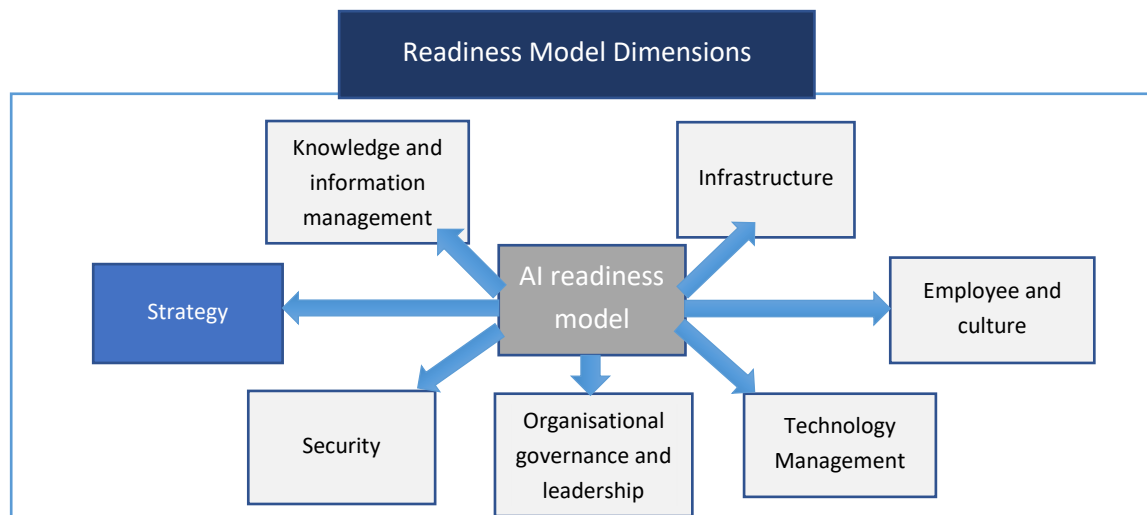 Readiness Model Dimensions
Knowledge and
information
management
Infrastructure
AI readiness
model
Strategy
Employee and
culture
Security
Organisational
governance and
leadership
Technology
Management